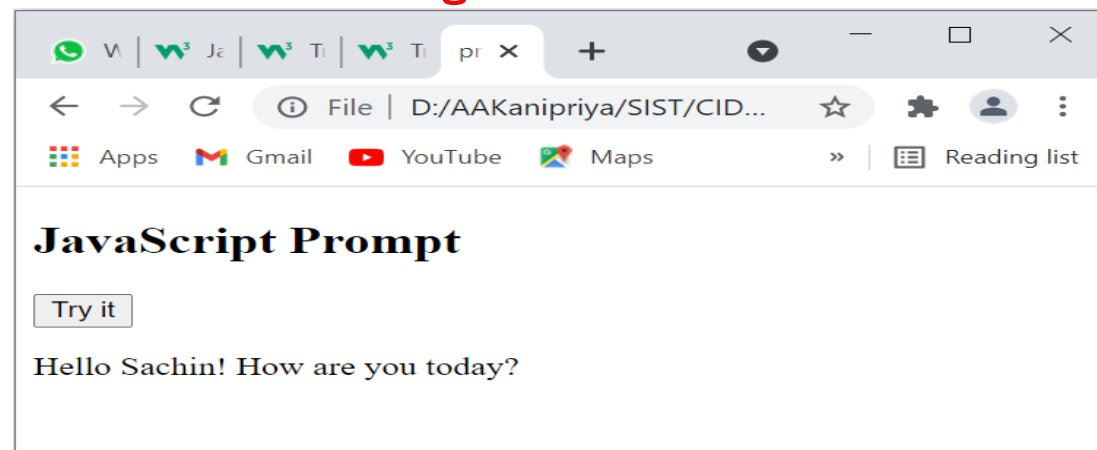 W Ja Ti Ti pr
File D:/AAKanipriya/SIST/CID...
Apps Gmail YouTube Maps » Reading list
JavaScript Prompt
Try it
Hello Sachin! How are you today?